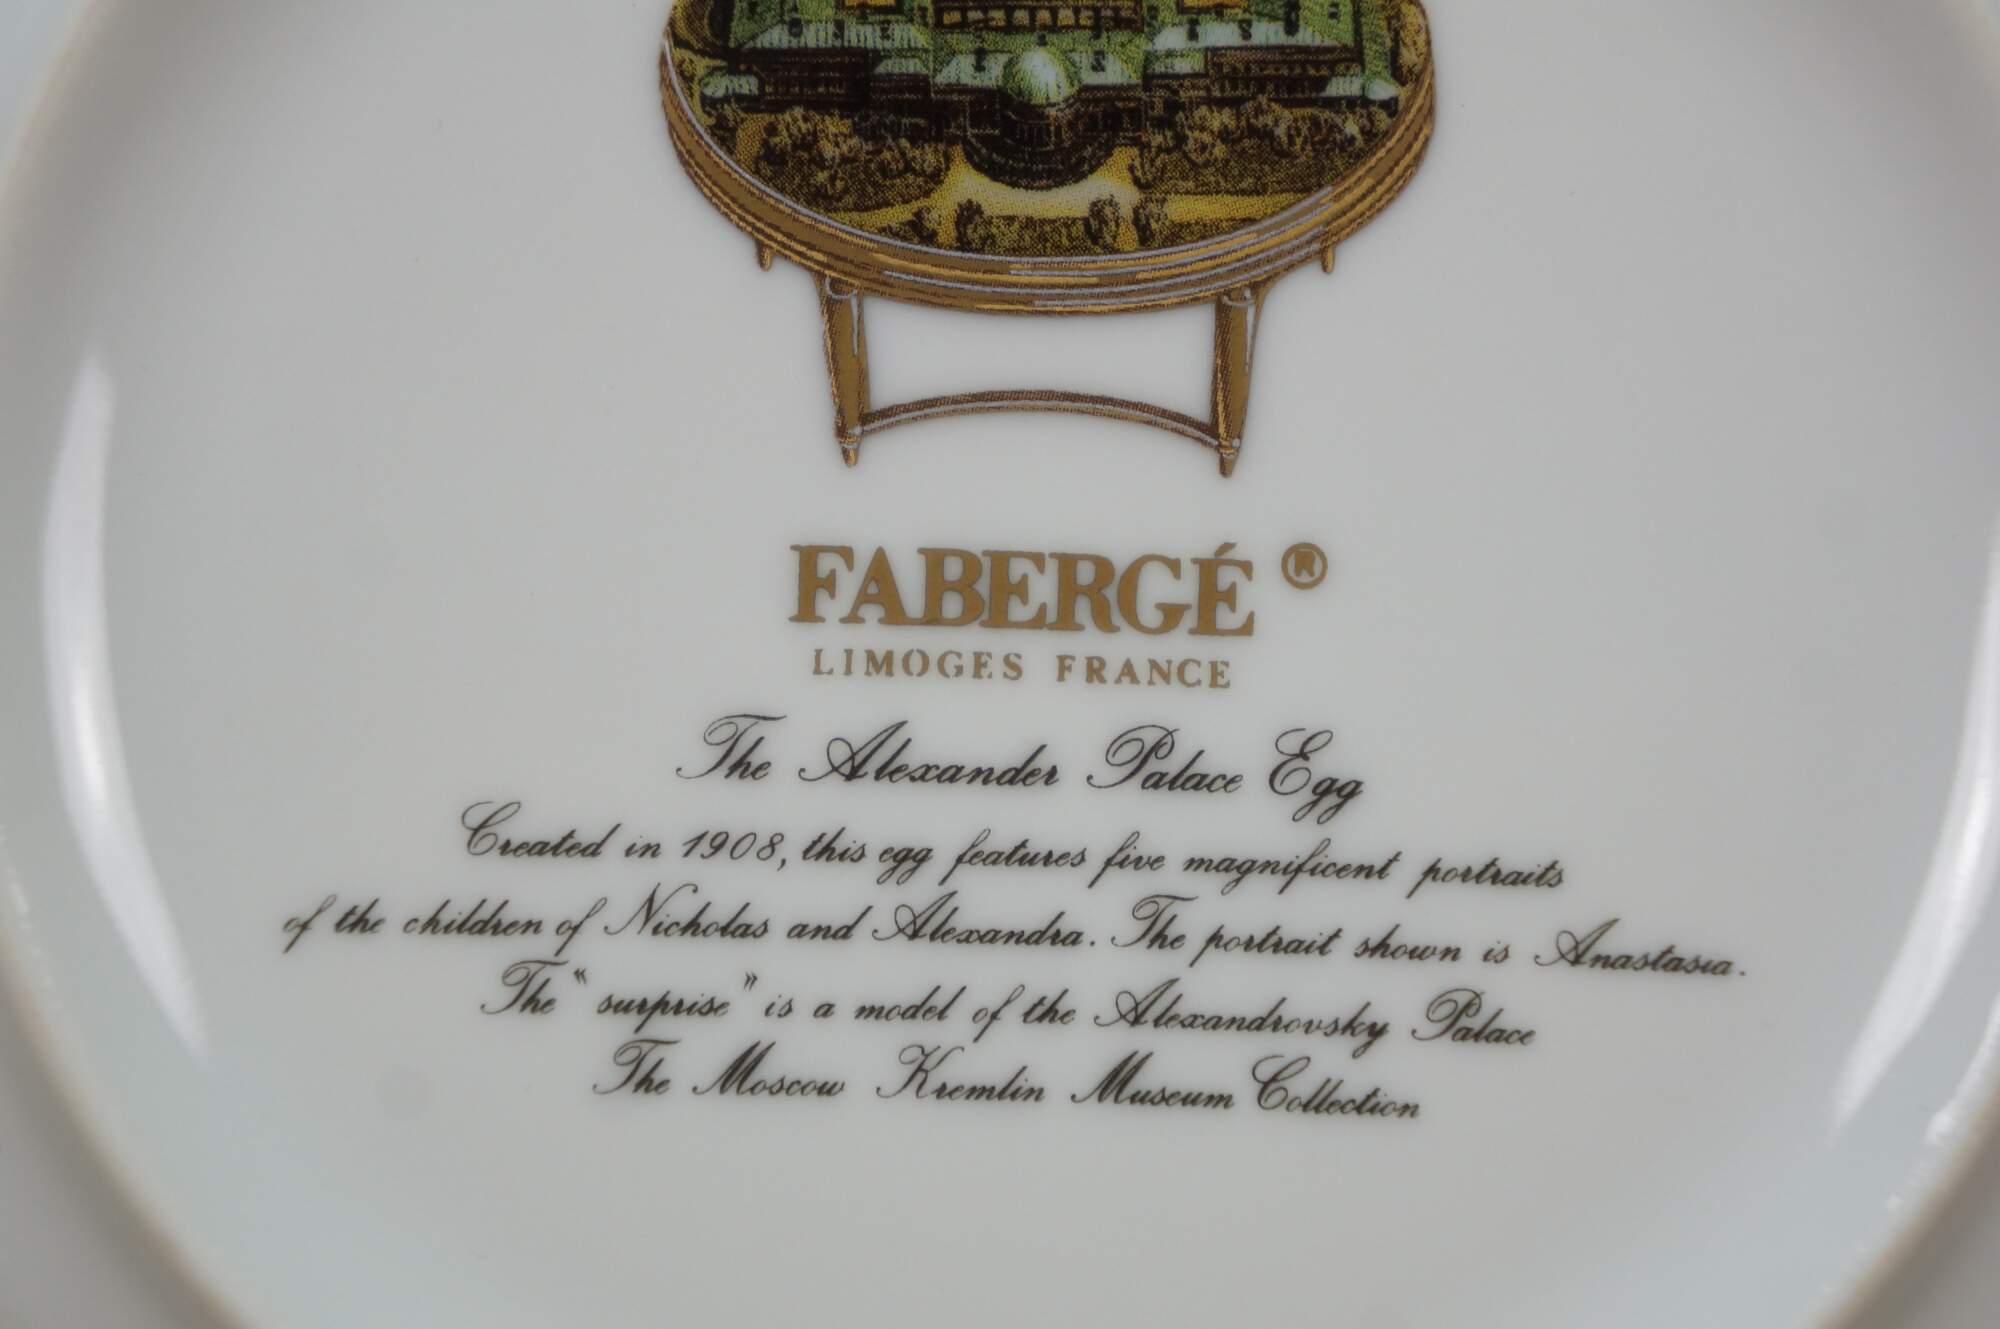 FABERGÉ ®
LIMOGES FRANCE
The Alexander Palace Egg
Created in 1908, this egg features five magnificent portraits
of the children of Nicholas and Alexandra. The portrait shown is Anastasia.
The "surprise" is a model of the Alexandrovsky Palace
The Moscow Kremlin Museum Collection